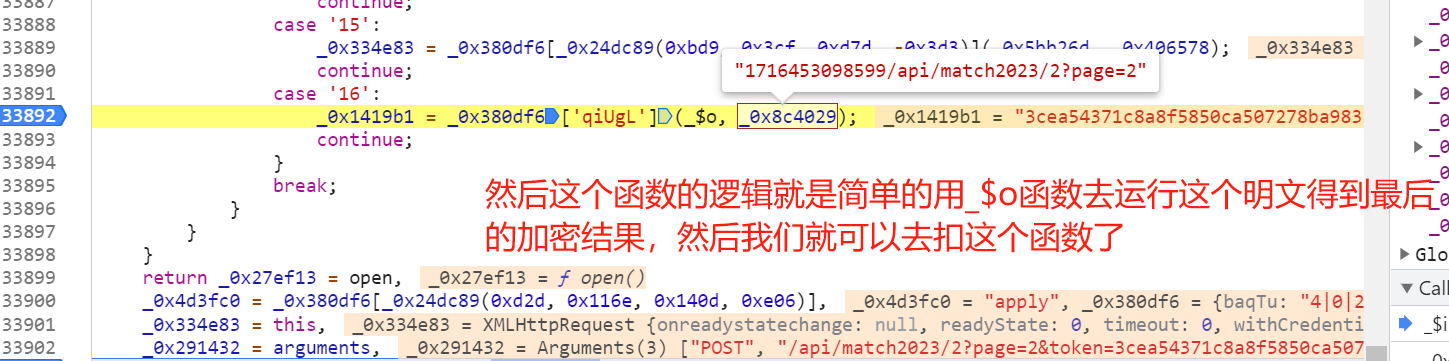 33887 continue;
33888 case '15':
33889 _0x334e83 = _0x380df6[_0x24dc89(0xbd9, 0x3cf, 0xd7d, -0x3d3)](_0x5bb26d, _0x406578); _0x334e83
33890 continue;
"1716453098599/api/match2023/2?page=2"
33891 case '16':
33892 _0x1419b1 = _0x380df6['qiUgL'](_$o, _0x8c4029); _0x1419b1 = "3cea54371c8a8f5850ca507278ba983
33893 continue;
33894 }
33895 break;
33896 }
33897 }
33898 }
然后这个函数的逻辑就是简单的用_$o函数去运行这个明文得到最后
的加密结果，然后我们就可以去扣这个函数了
33899 return _0x27ef13 = open, _0x27ef13 = ƒ open()
33900 _0x4d3fc0 = _0x380df6[_0x24dc89(0xd2d, 0x116e, 0x140d, 0xe06)], _0x4d3fc0 = "apply", _0x380df6 = {baqTu: "4|0|2
33901 _0x334e83 = this, _0x334e83 = XMLHttpRequest {onreadystatechange: null, readyState: 0, timeout: 0, withCredenti
33902 _0x291432 = arguments, _0x291432 = Arguments(3) ["POST", "/api/match2023/2?page=2&token=3cea54371c8a8f5850ca507
_0
_0
_0
_0
_0
_0
_0
_0
Glo
Call
_$i